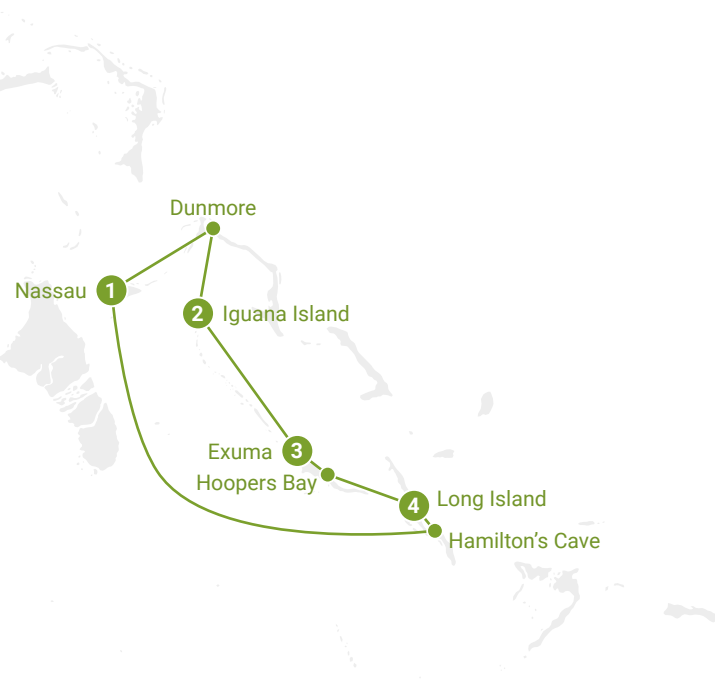 Dunmore
Nassau
1
2
Iguana Island
Exuma
3
Hoopers Bay
4
Long Island
Hamilton’s Cave